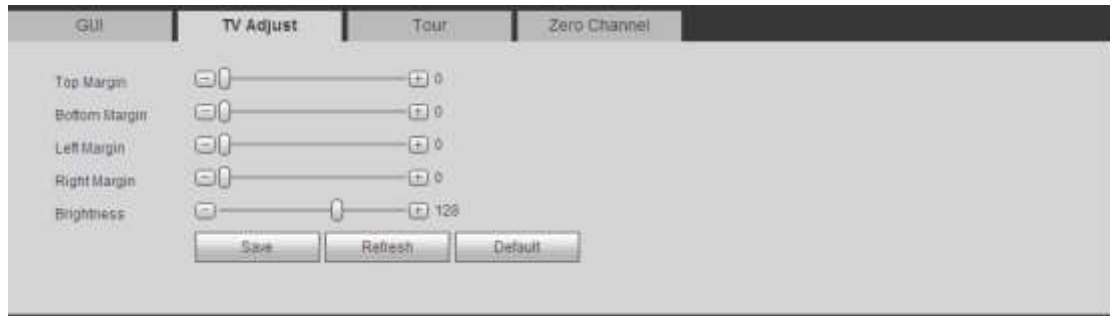 GUI TV Adjust Tour Zero Channel
Top Margin 0
Bottom Margin 0
Left Margin 0
Right Margin 0
Brightness 128
Save Refresh Default